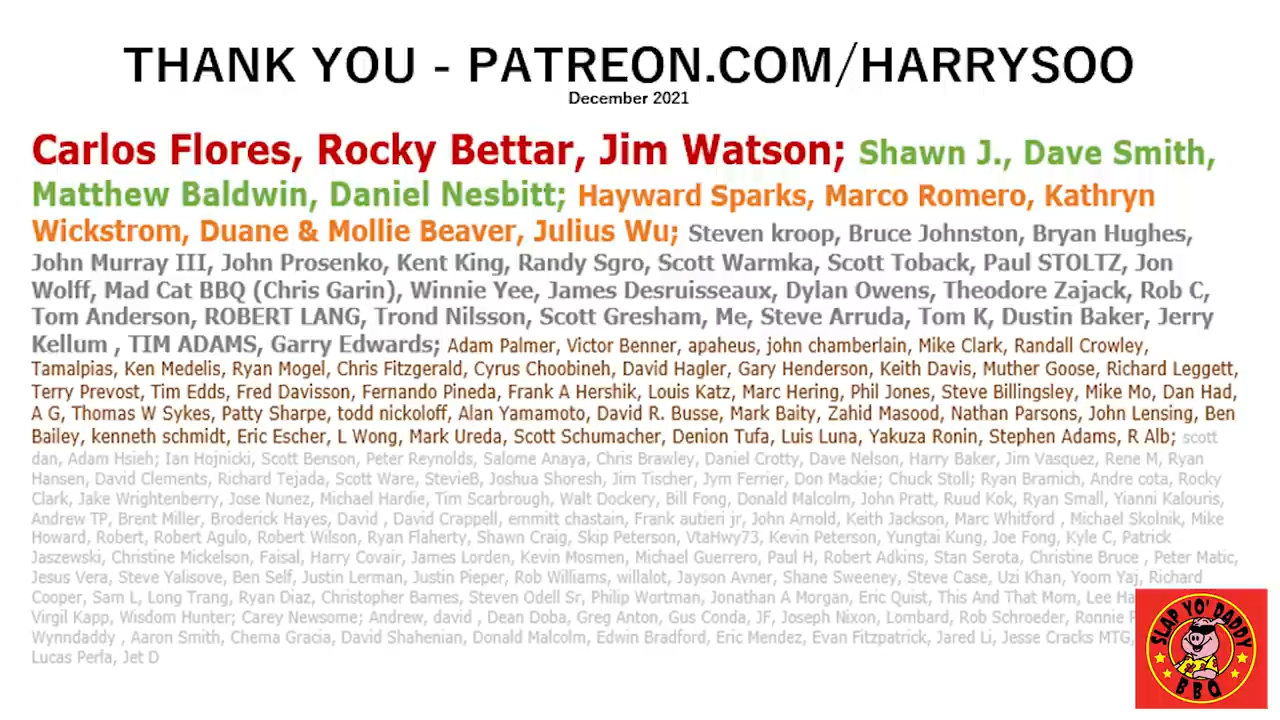 THANK YOU - PATREON.COM/HARRYSOO
December 2021
Carlos Flores, Rocky Bettar, Jim Watson; Shawn J., Dave Smith,
Matthew Baldwin, Daniel Nesbitt; Hayward Sparks, Marco Romero, Kathryn
Wickstrom, Duane & Mollie Beaver, Julius Wu; Steven kroop, Bruce Johnston, Bryan Hughes,
John Murray III, John Prosenko, Kent King, Randy Sgro, Scott Warmka, Scott Toback, Paul STOLTZ, Jon
Wolff, Mad Cat BBQ (Chris Garin), Winnie Yee, James Desruisseaux, Dylan Owens, Theodore Zajack, Rob C,
Tom Anderson, ROBERT LANG, Trond Nilsson, Scott Gresham, Me, Steve Arruda, Tom K, Dustin Baker, Jerry
Kellum , TIM ADAMS, Garry Edwards; Adam Palmer, Victor Benner, apaheus, john chamberlain, Mike Clark, Randall Crowley,
Tamalpias, Ken Medelis, Ryan Mogel, Chris Fitzgerald, Cyrus Choobineh, David Hagler, Gary Henderson, Keith Davis, Muther Goose, Richard Leggett,
Terry Prevost, Tim Edds, Fred Davisson, Fernando Pineda, Frank A Hershik, Louis Katz, Marc Hering, Phil Jones, Steve Billingsley, Mike Mo, Dan Had,
A G, Thomas W Sykes, Patty Sharpe, todd nickoloff, Alan Yamamoto, David R. Busse, Mark Baity, Zahid Masood, Nathan Parsons, John Lensing, Ben
Bailey, kenneth schmidt, Eric Escher, L Wong, Mark Ureda, Scott Schumacher, Denion Tufa, Luis Luna, Yakuza Ronin, Stephen Adams, R Alb; scott
dan, Adam Hsieh; Ian Hojnicki, Scott Benson, Peter Reynolds, Salome Anaya, Chris Brawley, Daniel Crotty, Dave Nelson, Harry Baker, Jim Vasquez, Rene M, Ryan
Hansen, David Clements, Richard Tejada, Scott Ware, StevieB, Joshua Shoresh, Jim Tischer, Jym Ferrier, Don Mackie; Chuck Stoll; Ryan Bramich, Andre cota, Rocky
Clark, Jake Wrightenberry, Jose Nunez, Michael Hardie, Tim Scarbrough, Walt Dockery, Bill Fong, Donald Malcolm, John Pratt, Ruud Kok, Ryan Small, Yianni Kalouris,
Andrew TP, Brent Miller, Broderick Hayes, David , David Crappell, emmitt chastain, Frank autieri jr, John Arnold, Keith Jackson, Marc Whitford , Michael Skolnik, Mike
Howard, Robert, Robert Agulo, Robert Wilson, Ryan Flaherty, Shawn Craig, Skip Peterson, VtaHwy73, Kevin Peterson, Yungtai Kung, Joe Fong, Kyle C, Patrick
Jaszewski, Christine Mickelson, Faisal, Harry Covair, James Lorden, Kevin Mosmen, Michael Guerrero, Paul H, Robert Adkins, Stan Serota, Christine Bruce , Peter Matic,
Jesus Vera, Steve Yalisove, Ben Self, Justin Lerman, Justin Pieper, Rob Williams, willalot, Jayson Avner, Shane Sweeney, Steve Case, Uzi Khan, Yoom Yaj, Richard
Cooper, Sam L, Long Trang, Ryan Diaz, Christopher Barnes, Steven Odell Sr, Philip Wortman, Jonathan A Morgan, Eric Quist, This And That Mom, Lee
Virgil Kapp, Wisdom Hunter; Carey Newsome; Andrew, david , Dean Doba, Greg Anton, Gus Conda, JF, Joseph Nixon, Lombard, Rob Schroeder, Ronnie
Wynndaddy , Aaron Smith, Chema Gracia, David Shahenian, Donald Malcolm, Edwin Bradford, Eric Mendez, Evan Fitzpatrick, Jared Li, Jesse Cracks MTG,
Lucas Perla, Jet D
SLAP YO' DADDY
BBQ